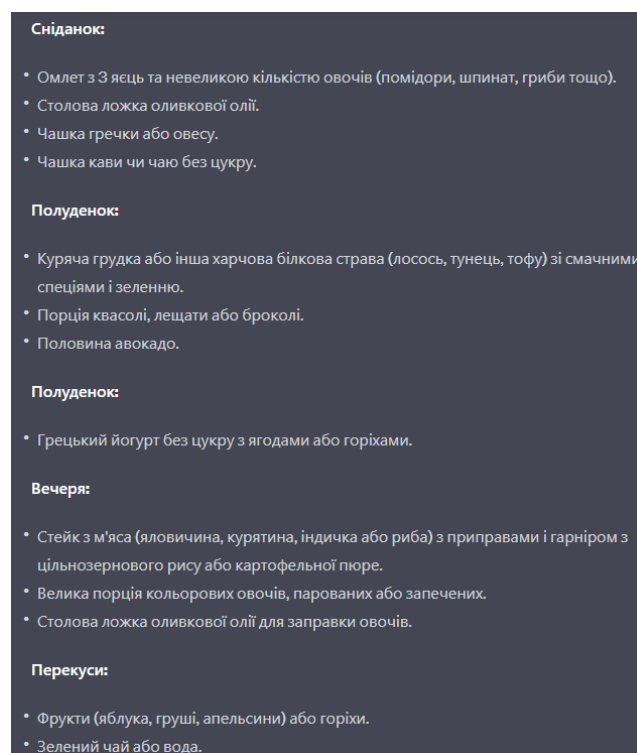 Сніданок:
• Омлет з 3 яєць та невеликою кількістю овочів (помідори, шпинат, гриби тощо).
• Столова ложка оливкової олії.
• Чашка гречки або овесу.
• Чашка кави чи чаю без цукру.
Полуденок:
• Куряча грудка або інша харчова білкова страва (лосось, тунець, тофу) зі смачними
спеціями і зеленню.
• Порція квасолі, лещати або броколі.
• Половина авокадо.
Полуденок:
• Грецький йогурт без цукру з ягодами або горіхами.
Вечеря:
• Стейк з м'яса (яловичина, курятина, індичка або риба) з приправами і гарніром з
цільнозернового рису або картофельної пюре.
• Велика порція кольорових овочів, парованих або запечених.
• Столова ложка оливкової олії для заправки овочів.
Перекуси:
• Фрукти (яблука, груші, апельсини) або горіхи.
• Зелений чай або вода.